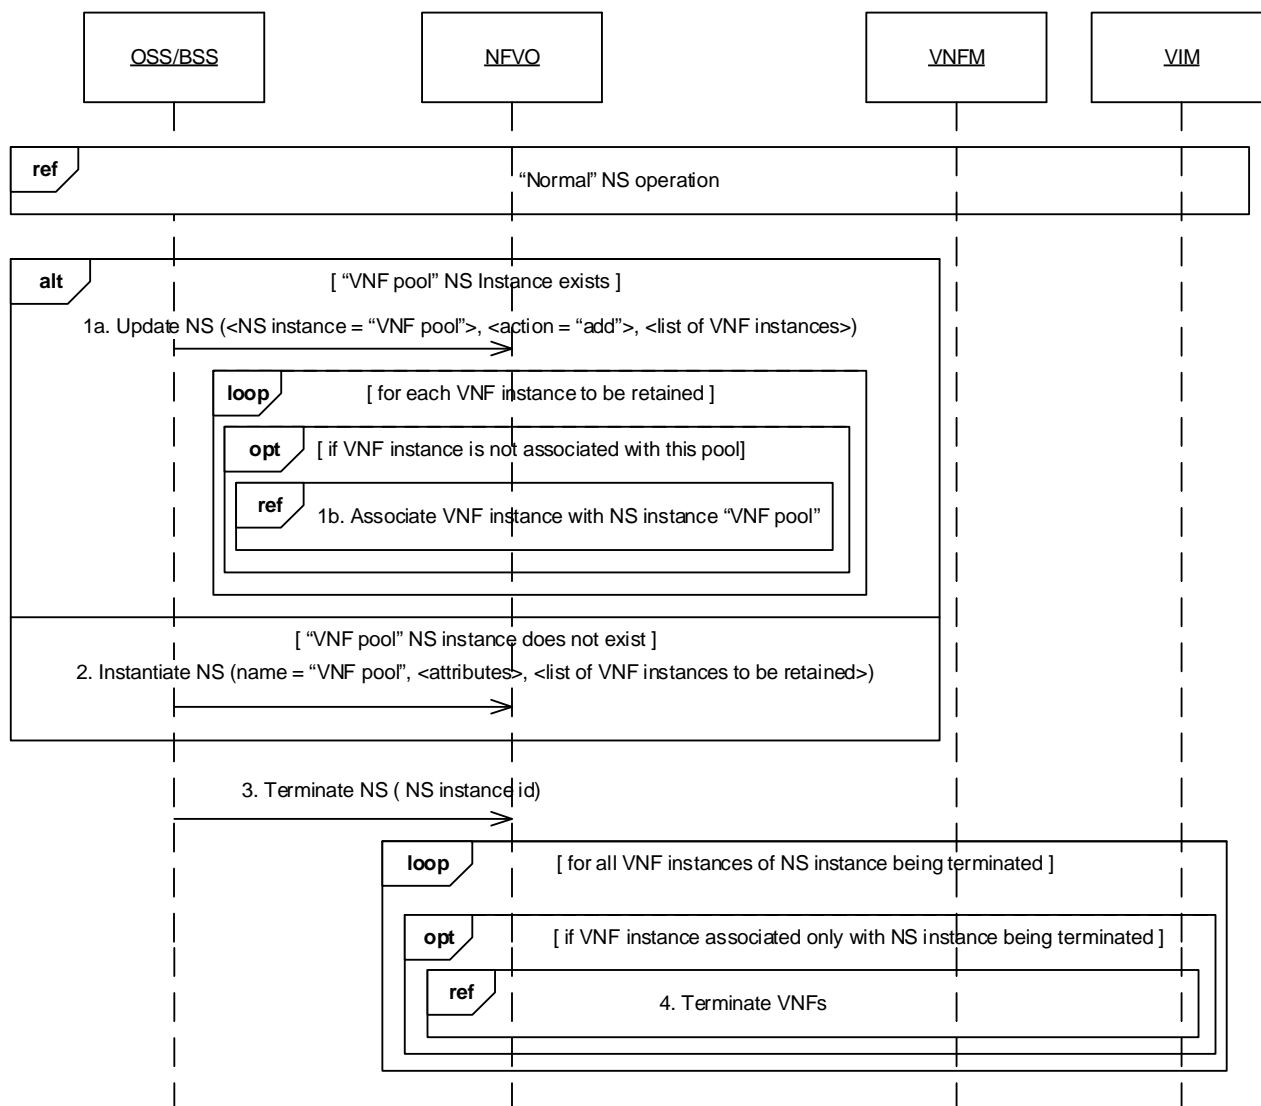 OSS/BSS
NFVO
VNFM
VIM
ref
“Normal” NS operation
alt
[ “VNF pool” NS Instance exists ]
1a. Update NS (<NS instance = “VNF pool”>, <action = “add”>, <list of VNF instances>)
loop
[ for each VNF instance to be retained ]
opt
[ if VNF instance is not associated with this pool]
ref
1b. Associate VNF instance with NS instance “VNF pool”
[ “VNF pool” NS instance does not exist ]
2. Instantiate NS (name = “VNF pool”, <attributes>, <list of VNF instances to be retained>)
3. Terminate NS ( NS instance id)
loop
[ for all VNF instances of NS instance being terminated ]
opt
[ if VNF instance associated only with NS instance being terminated ]
ref
4. Terminate VNFs